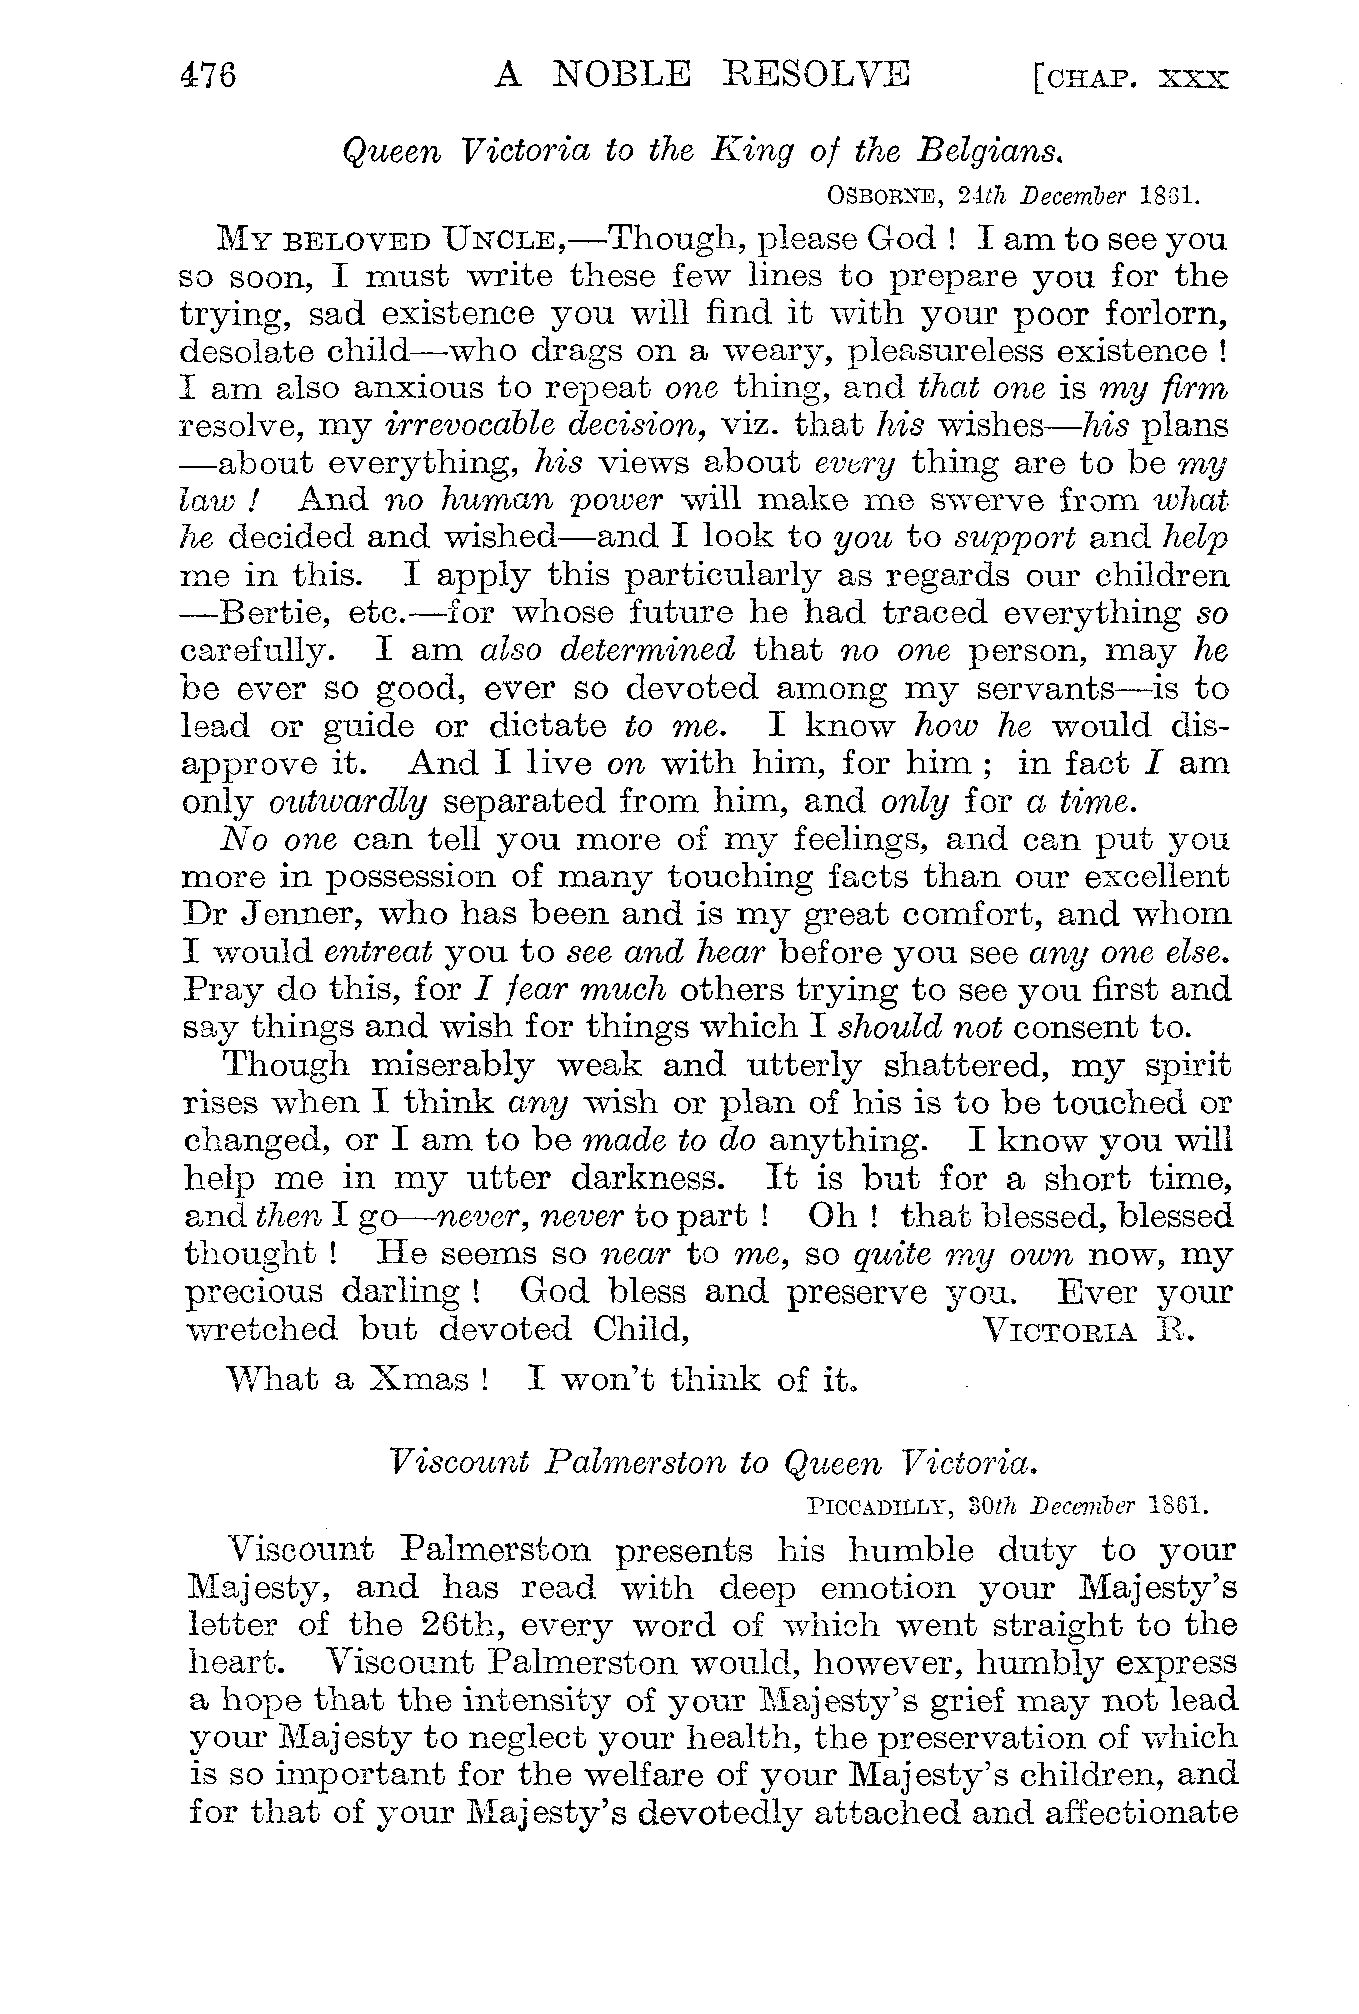 476 A NOBLE RESOLVE [CHAP. XXX
Queen Victoria to the King of the Belgians.
OSBORNE, 24th December 1861.
MY BELOVED UNCLE,—Though, please God ! I am to see you
so soon, I must write these few lines to prepare you for the
trying, sad existence you will find it with your poor forlorn,
desolate child—who drags on a weary, pleasureless existence !
I am also anxious to repeat one thing, and that one is my firm
resolve, my irrevocable decision, viz. that his wishes—his plans
—about everything, his views about every thing are to be my
law ! And no human power will make me swerve from what
he decided and wished—and I look to you to support and help
me in this. I apply this particularly as regards our children
—Bertie, etc.—for whose future he had traced everything so
carefully. I am also determined that no one person, may he
be ever so good, ever so devoted among my servants—is to
lead or guide or dictate to me. I know how he would dis-
approve it. And I live on with him, for him ; in fact I am
only outwardly separated from him, and only for a time.
No one can tell you more of my feelings, and can put you
more in possession of many touching facts than our excellent
Dr Jenner, who has been and is my great comfort, and whom
I would entreat you to see and hear before you see any one else.
Pray do this, for I fear much others trying to see you first and
say things and wish for things which I should not consent to.
Though miserably weak and utterly shattered, my spirit
rises when I think any wish or plan of his is to be touched or
changed, or I am to be made to do anything. I know you will
help me in my utter darkness. It is but for a short time,
and then I go—never, never to part ! Oh ! that blessed, blessed
thought ! He seems so near to me, so quite my own now, my
precious darling ! God bless and preserve you. Ever your
wretched but devoted Child, VICTORIA R.
What a Xmas ! I won't think of it.
Viscount Palmerston to Queen Victoria.
PICCADILLY, 30th December 1861.
Viscount Palmerston presents his humble duty to your
Majesty, and has read with deep emotion your Majesty's
letter of the 26th, every word of which went straight to the
heart. Viscount Palmerston would, however, humbly express
a hope that the intensity of your Majesty's grief may not lead
your Majesty to neglect your health, the preservation of which
is so important for the welfare of your Majesty's children, and
for that of your Majesty's devotedly attached and affectionate